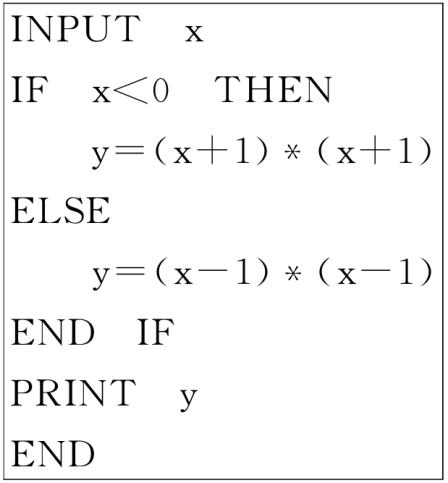 INPUT x
IF x<0 THEN
y=(x+1)*(x+1)
ELSE
y=(x-1)*(x-1)
END IF
PRINT y
END